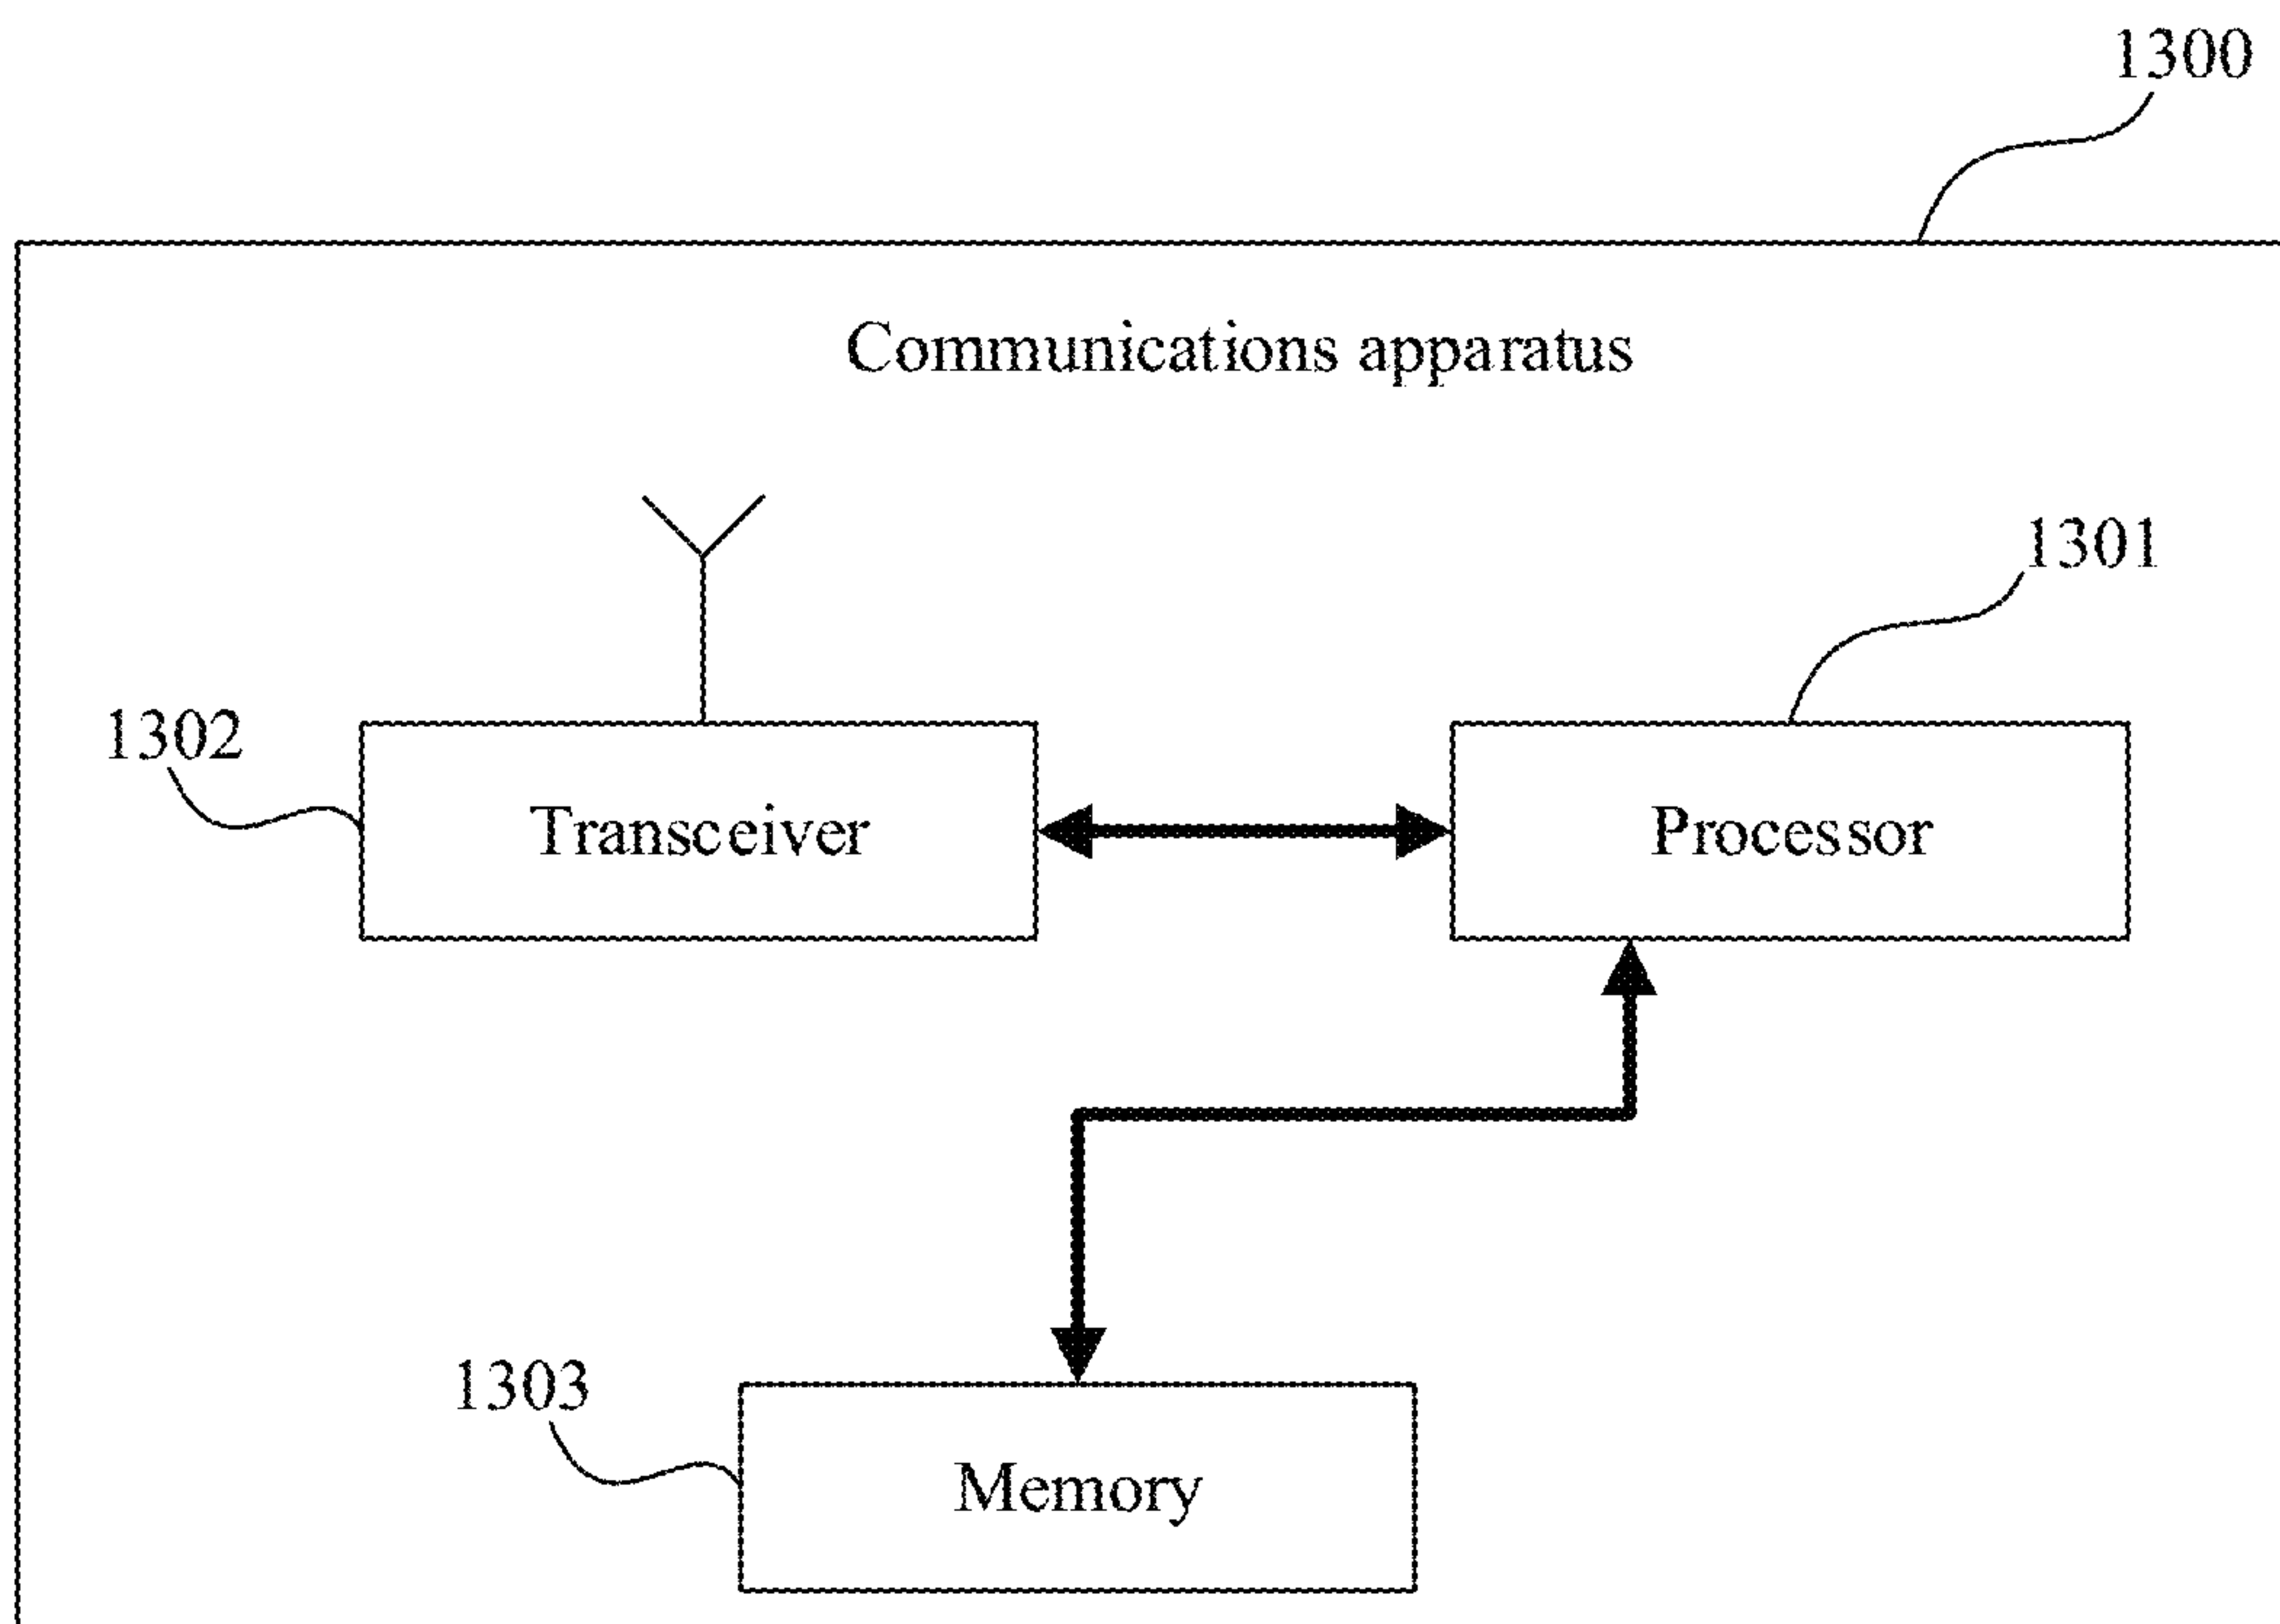 1300
Communications apparatus
1301
1302
Transceiver
Processor
1303
Memory